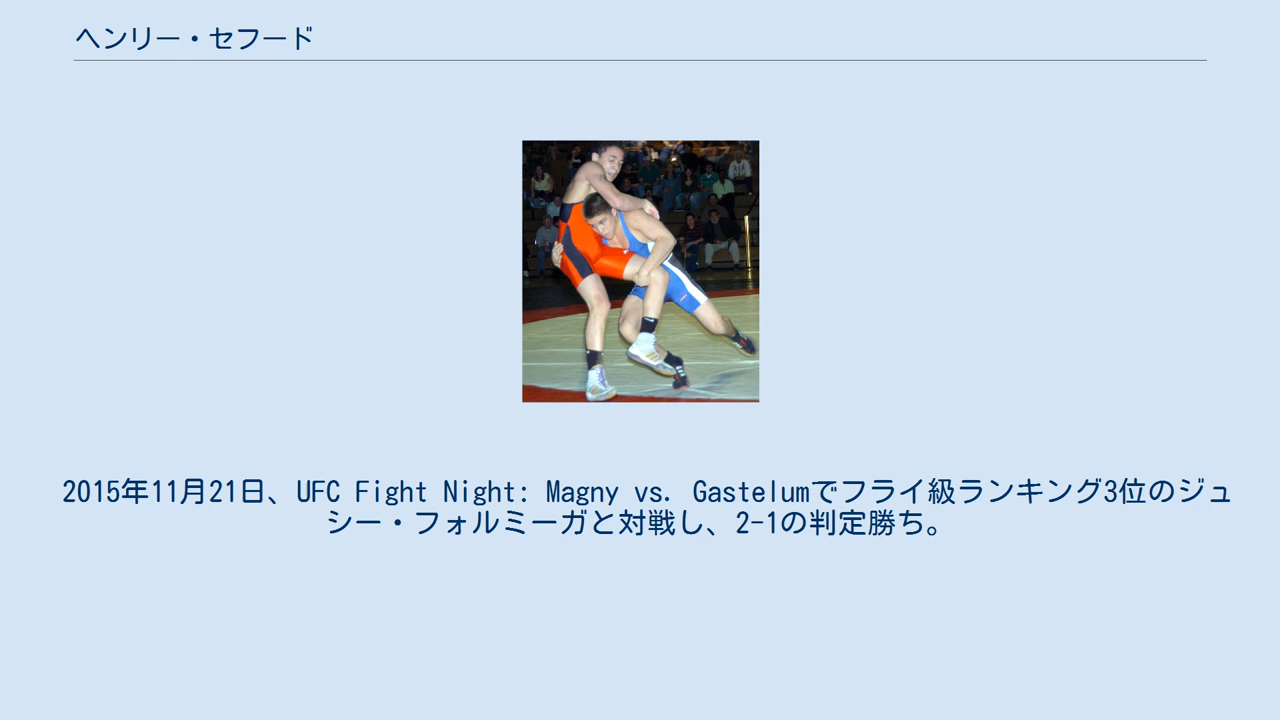 ヘンリー・セフード
2015年11月21日、UFC Fight Night: Magny vs. Gastelumでフライ級ランキング3位のジュ
シー・フォルミーガと対戦し、2-1の判定勝ち。